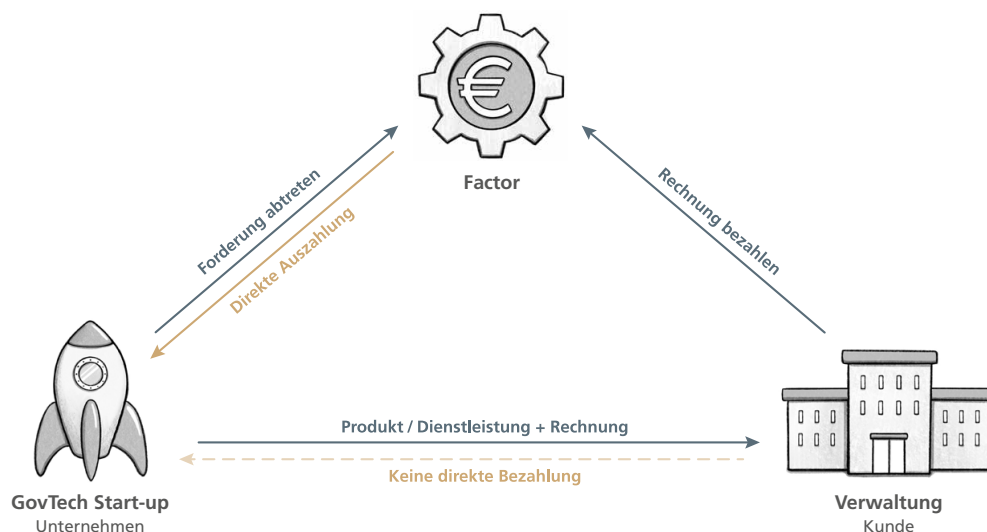 €
Factor
Forderung abtreten
Direkte Auszahlung
Rechnung bezahlen
Produkt / Dienstleistung + Rechnung
Keine direkte Bezahlung
GovTech Start-up
Unternehmen
Verwaltung
Kunde